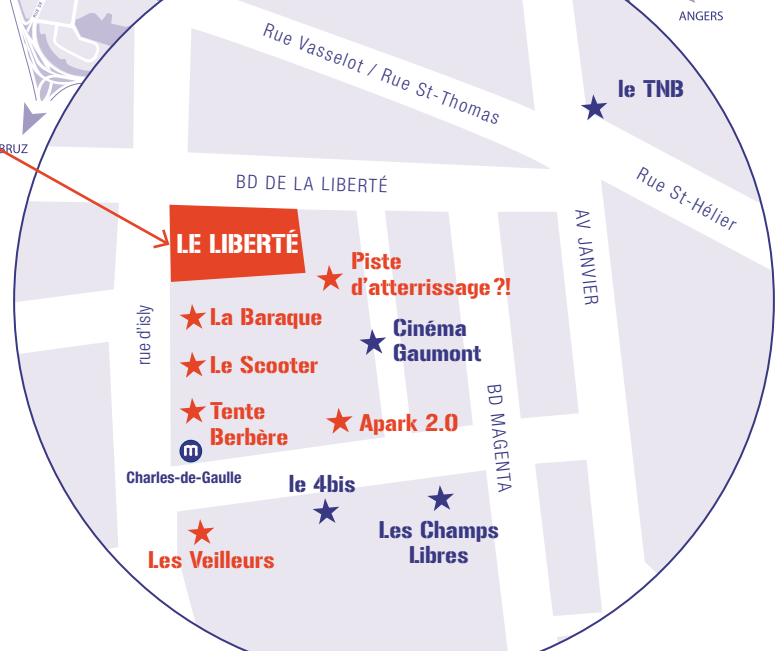 ANGERS
Rue Vasselot / Rue St-Thomas
le TNB
BRUZ
BD DE LA LIBERTÉ
Rue St-Hélier
LE LIBERTÉ
AV JANVIER
Piste
d'atterrissage ?!
rue d'isly
La Baraque
Cinéma
Gaumont
Le Scooter
BD MAGENTA
Tente
Berbère
Apark 2.0
m
Charles-de-Gaulle
le 4bis
Les Champs
Libres
Les Veilleurs